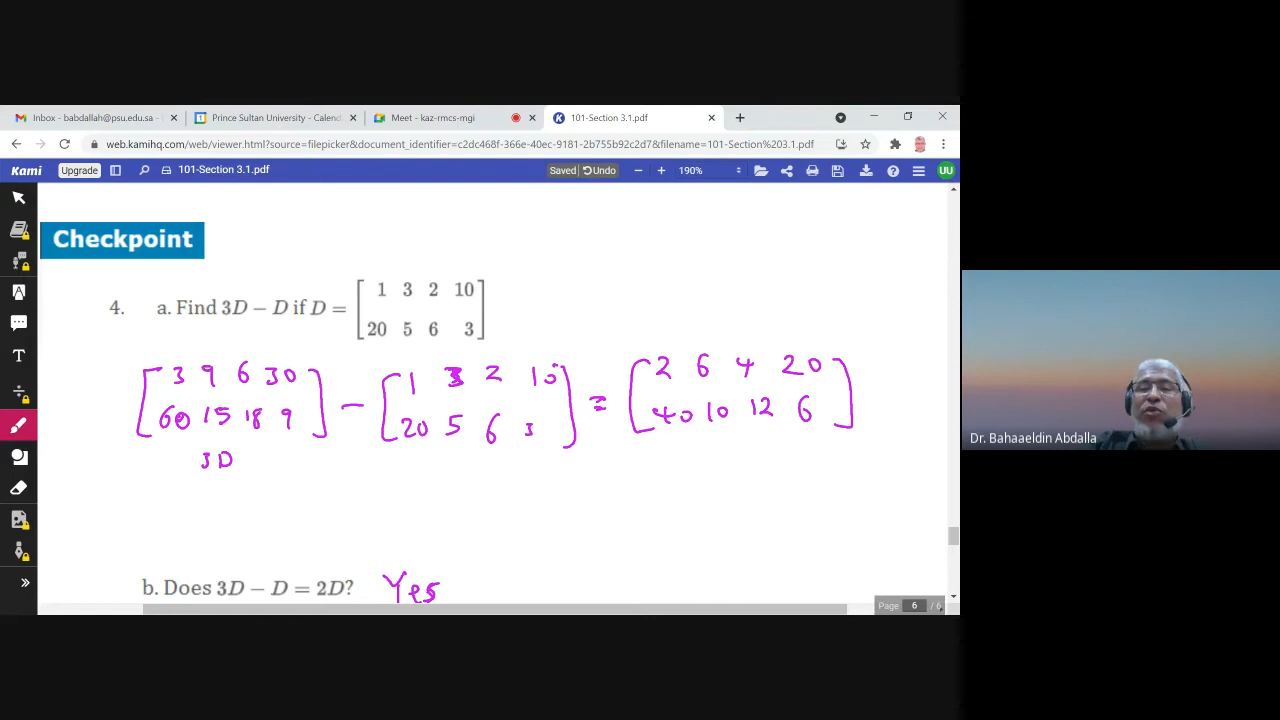 Inbox - babdallah@psu.edu.sa -
Prince Sultan University - Calend
Meet - kaz-rmcs-mgi
101-Section 3.1.pdf
web.kamihq.com/web/viewer.html?source=filepicker&document_identifier=c2dc468f-366e-40ec-9181-2b755b92c2d7&filename=101-Section%203.1.pdf
Kami Upgrade 101-Section 3.1.pdf Saved Undo 190% UU
Checkpoint
4. a. Find 3D − D if D = [ 1 3 2 10
20 5 6 3 ]
[ 3 9 6 30
60 15 18 9 ] − [ 1 3 2 10
20 5 6 3 ] = [ 2 6 4 20
40 10 12 6 ]
3D
b. Does 3D − D = 2D? Yes
Page 6 / 6
Dr. Bahaaeldin Abdalla